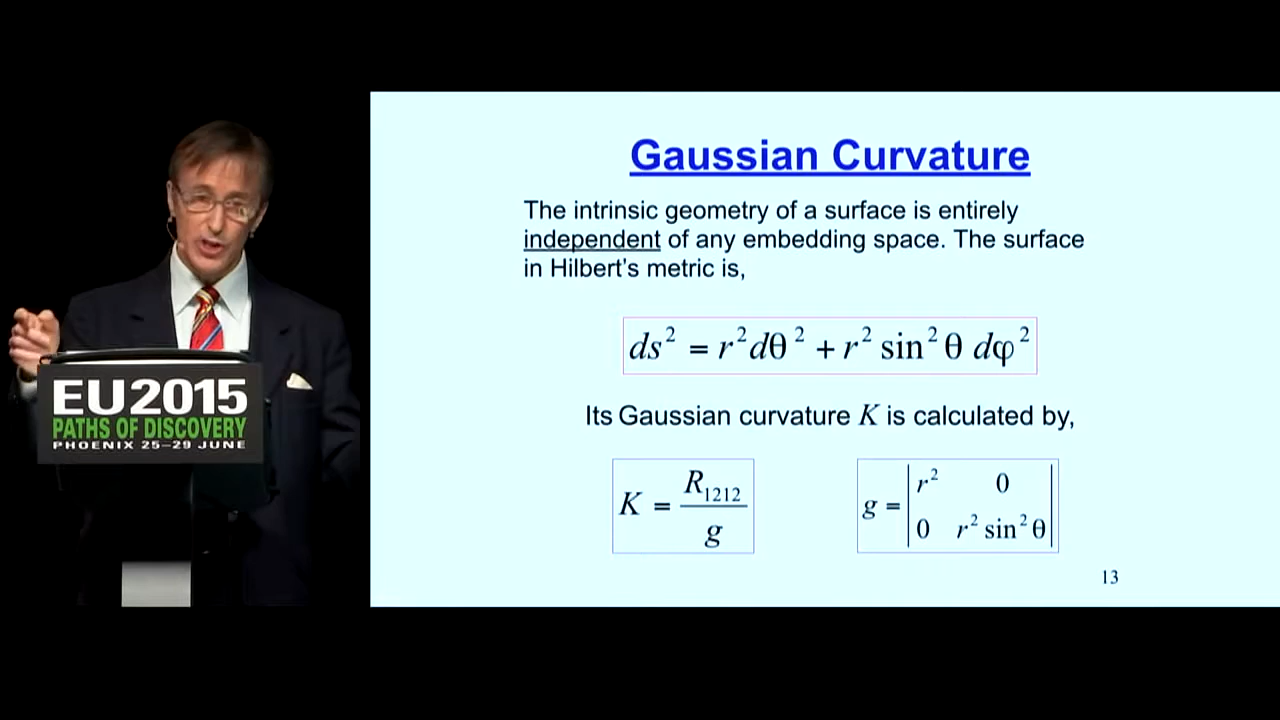 EU2015
PATHS OF DISCOVERY
PHOENIX 25–29 JUNE
Gaussian Curvature
The intrinsic geometry of a surface is entirely
independent of any embedding space. The surface
in Hilbert's metric is,
ds² = r²dθ² + r² sin²θ dφ²
Its Gaussian curvature K is calculated by,
K = R₁₂₁₂ / g
g = | r² 0 |
| 0 r² sin²θ |
13